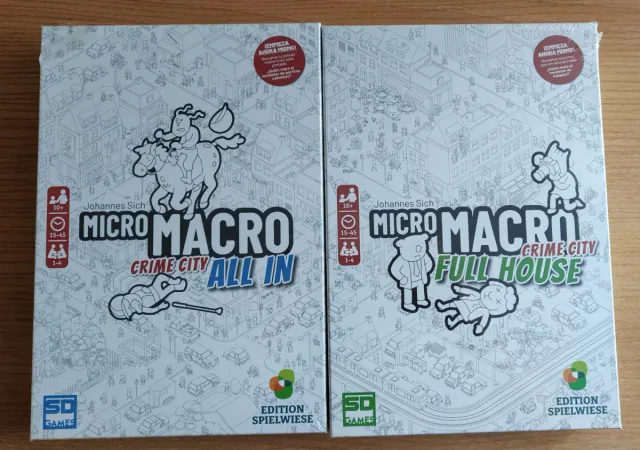 ¡EMPIEZA
AHORA MISMO!
Johannes Sich
MICRO MACRO
CRIME CITY
ALL IN
10+
15-45
1-4
SD
GAMES
EDITION
SPIELWIESE
¡EMPIEZA
AHORA MISMO!
Johannes Sich
MICRO MACRO
CRIME CITY
FULL HOUSE
10+
15-45
1-4
SD
GAMES
EDITION
SPIELWIESE